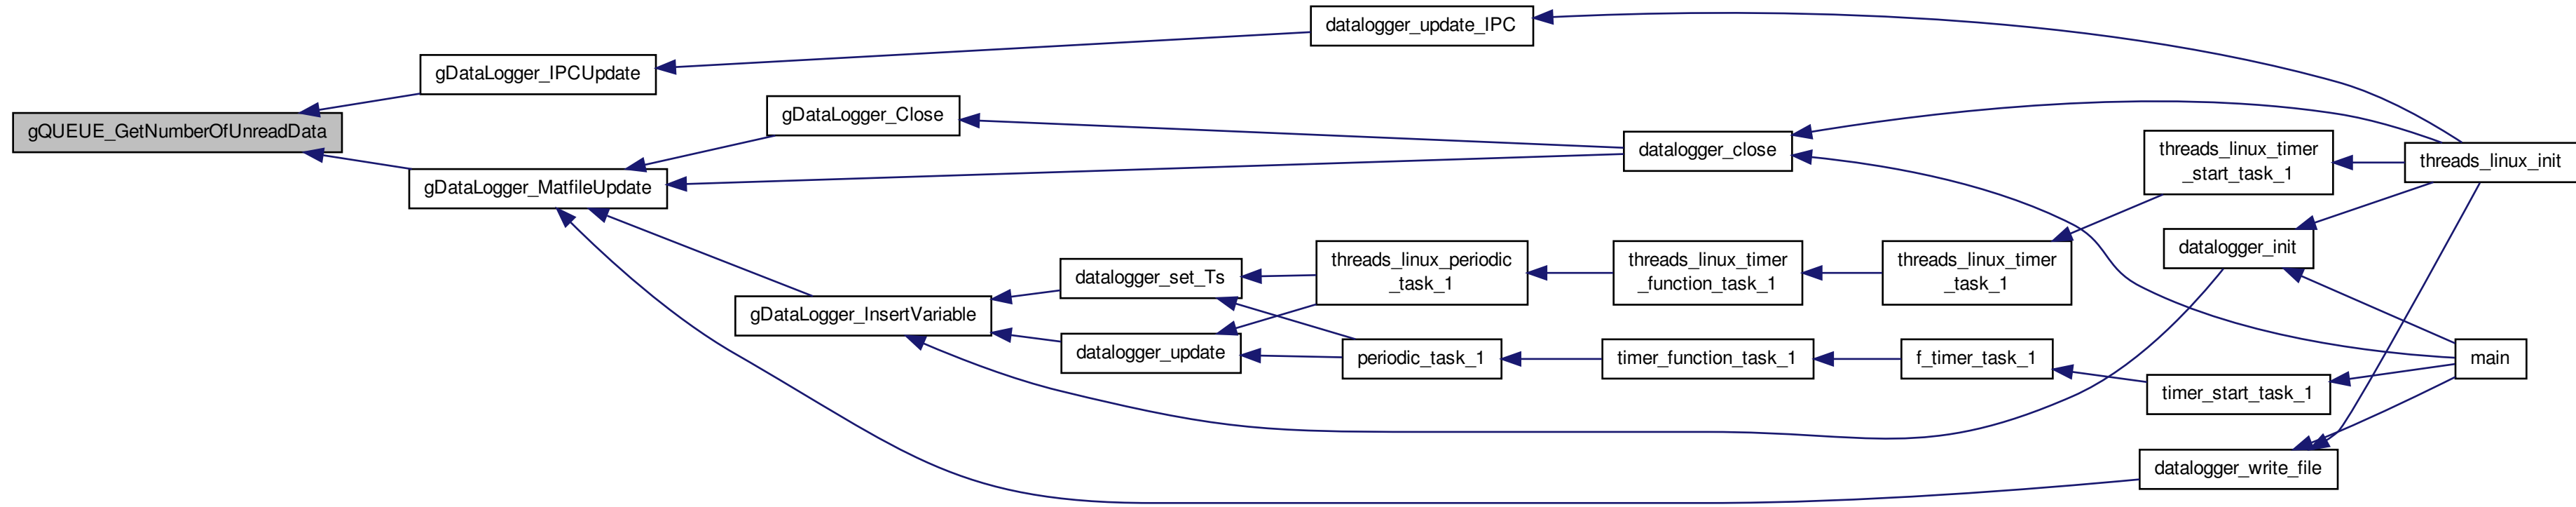 gQUEUE_GetNumberOfUnreadData
gDataLogger_IPCUpdate
gDataLogger_MatfileUpdate
datalogger_update_IPC
gDataLogger_Close
datalogger_close
gDataLogger_InsertVariable
datalogger_set_Ts
datalogger_update
threads_linux_periodic
_task_1
periodic_task_1
threads_linux_timer
_function_task_1
timer_function_task_1
threads_linux_timer
_task_1
f_timer_task_1
threads_linux_timer
_start_task_1
datalogger_init
timer_start_task_1
datalogger_write_file
threads_linux_init
main